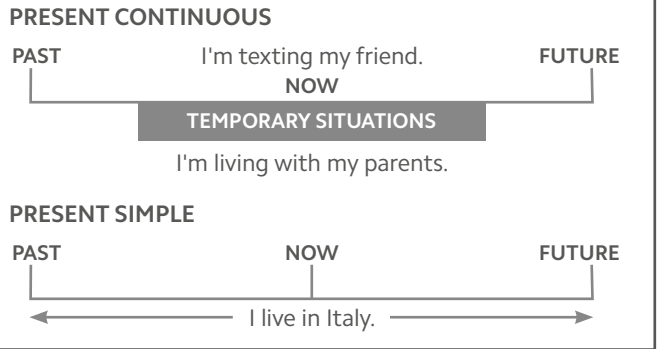 PRESENT CONTINUOUS
PAST I'm texting my friend. FUTURE
NOW
TEMPORARY SITUATIONS
I'm living with my parents.
PRESENT SIMPLE
PAST NOW FUTURE
I live in Italy.